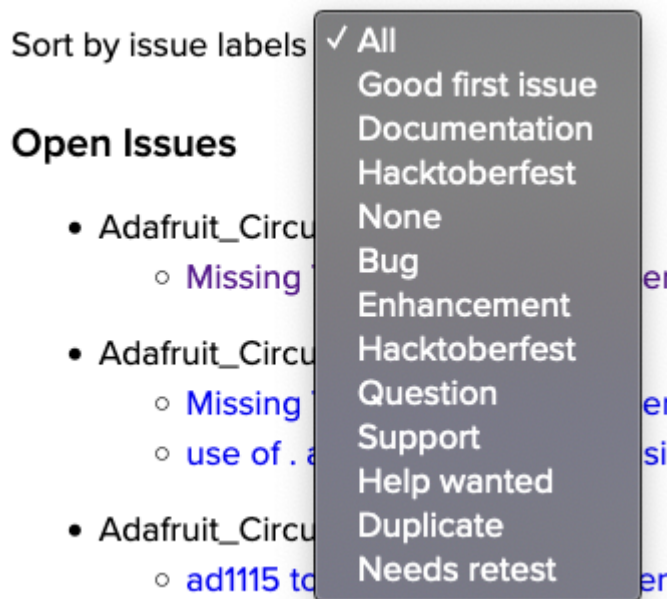 Sort by issue labels ✓ All
Good first issue
Documentation
Hacktoberfest
None
Bug
Enhancement
Hacktoberfest
Question
Support
Help wanted
Duplicate
Needs retest
Open Issues
• Adafruit_Circu
◦ Missing
• Adafruit_Circu
◦ Missing
◦ use of .
• Adafruit_Circu
◦ ad1115 to